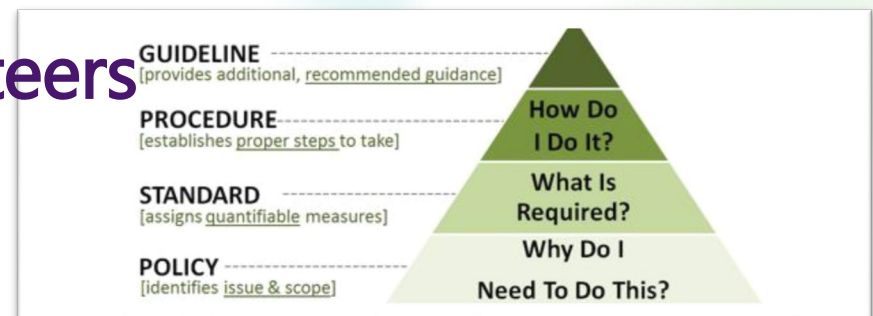 teers
GUIDELINE
[provides additional, recommended guidance]
PROCEDURE
[establishes proper steps to take]
STANDARD
[assigns quantifiable measures]
POLICY
[identifies issue & scope]
How Do
I Do It?
What Is
Required?
Why Do I
Need To Do This?